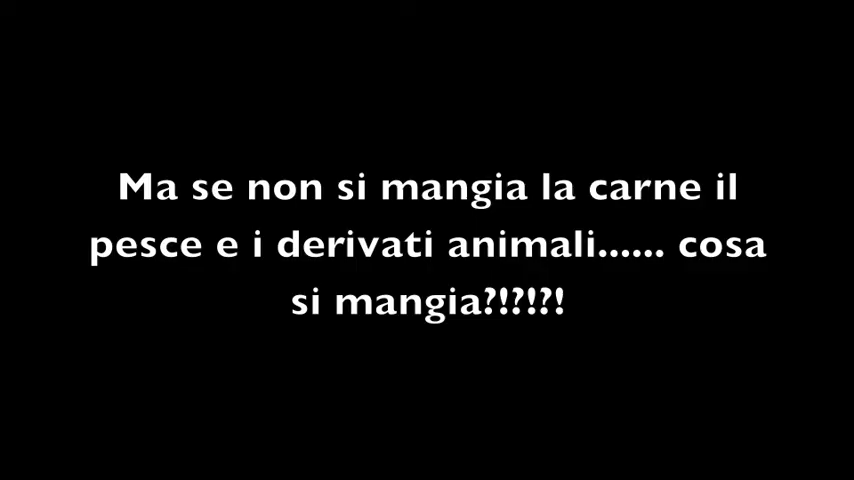 Ma se non si mangia la carne il
pesce e i derivati animali...... cosa
si mangia?!?!?!